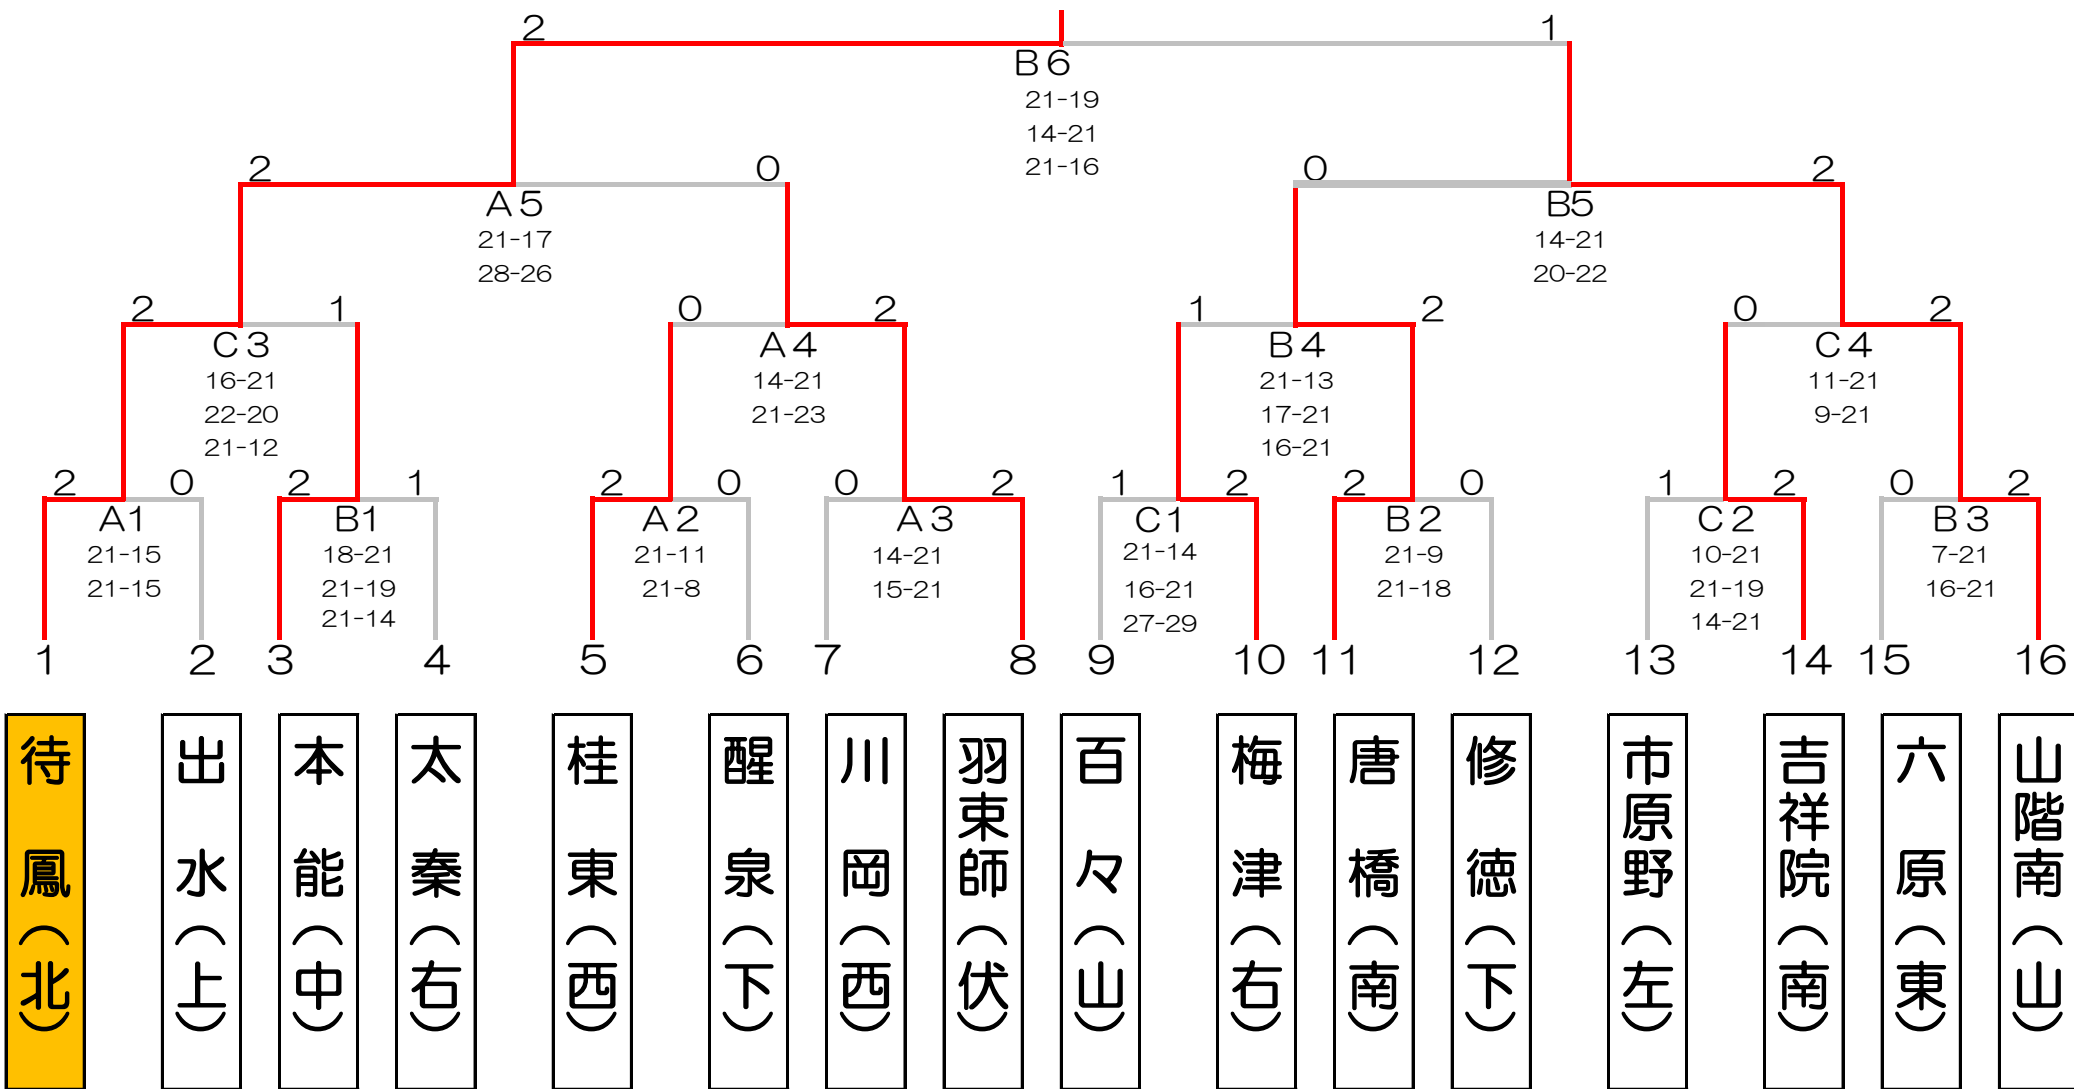 2 1
B6
21-19
14-21
21-16
2 0 0 2
A5 B5
21-17 14-21
28-26 20-22
2 1 0 2 1 2 0 2
C3 A4 B4 C4
16-21 14-21 21-13 11-21
22-20 21-23 17-21 9-21
21-12 16-21
2 0 2 1 2 0 0 2 1 2 2 0 1 2 0 2
A1 B1 A2 A3 C1 B2 C2 B3
21-15 18-21 21-11 14-21 21-14 21-9 10-21 7-21
21-15 21-19 21-8 15-21 16-21 21-18 21-19 16-21
21-14 27-29 14-21
1 2 3 4 5 6 7 8 9 10 11 12 13 14 15 16
待鳳(北)
出水(上)
本能(中)
太秦(右)
桂東(西)
醒泉(下)
川岡(西)
羽束師(伏)
百々(山)
梅津(右)
唐橋(南)
修徳(下)
市原野(左)
吉祥院(南)
六原(東)
山階南(山)